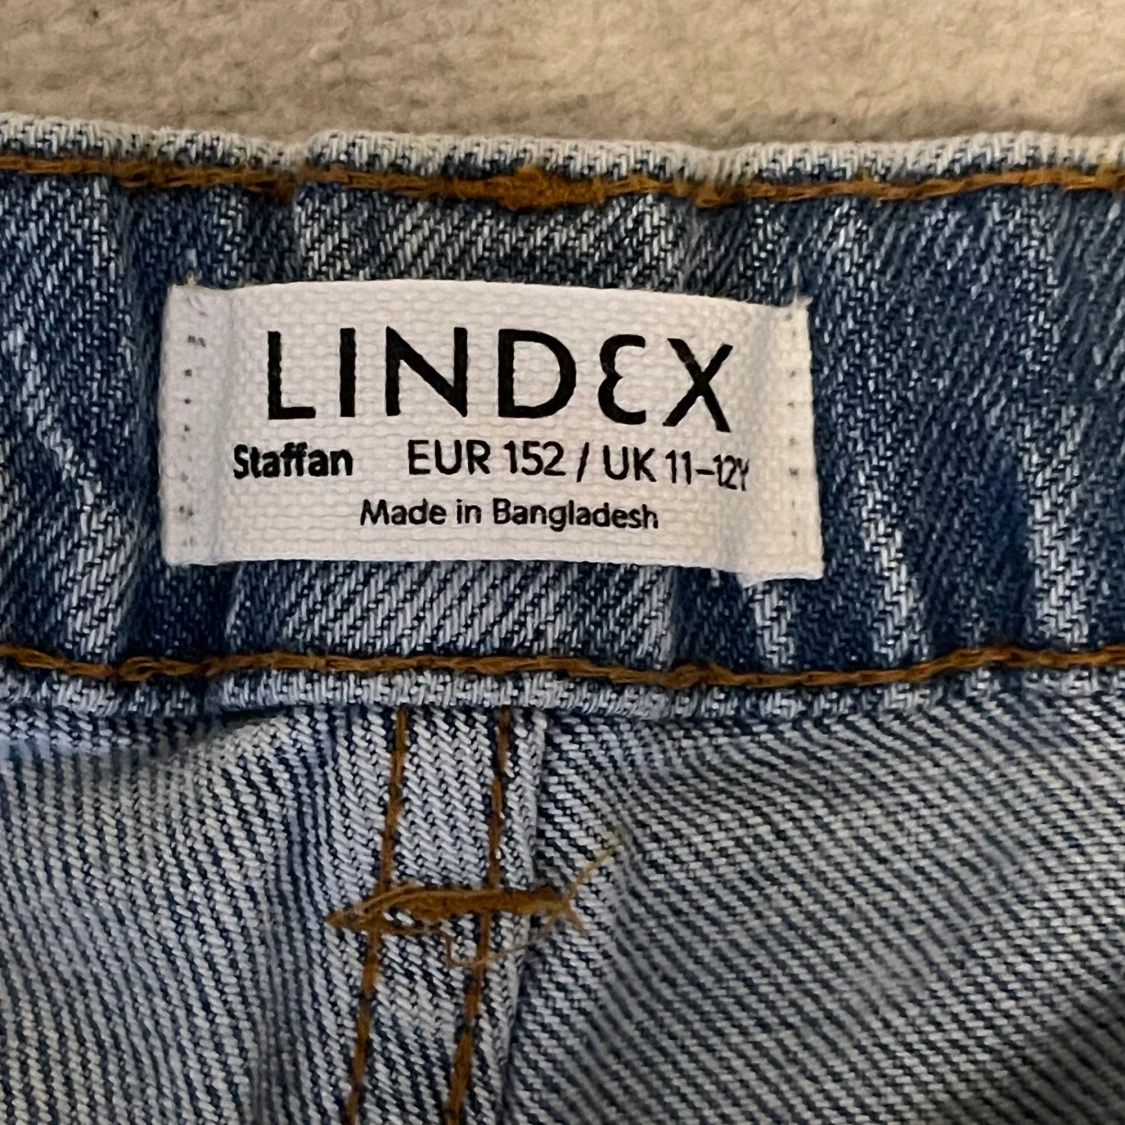 LINDEX
Staffan EUR 152 / UK 11–12Y
Made in Bangladesh